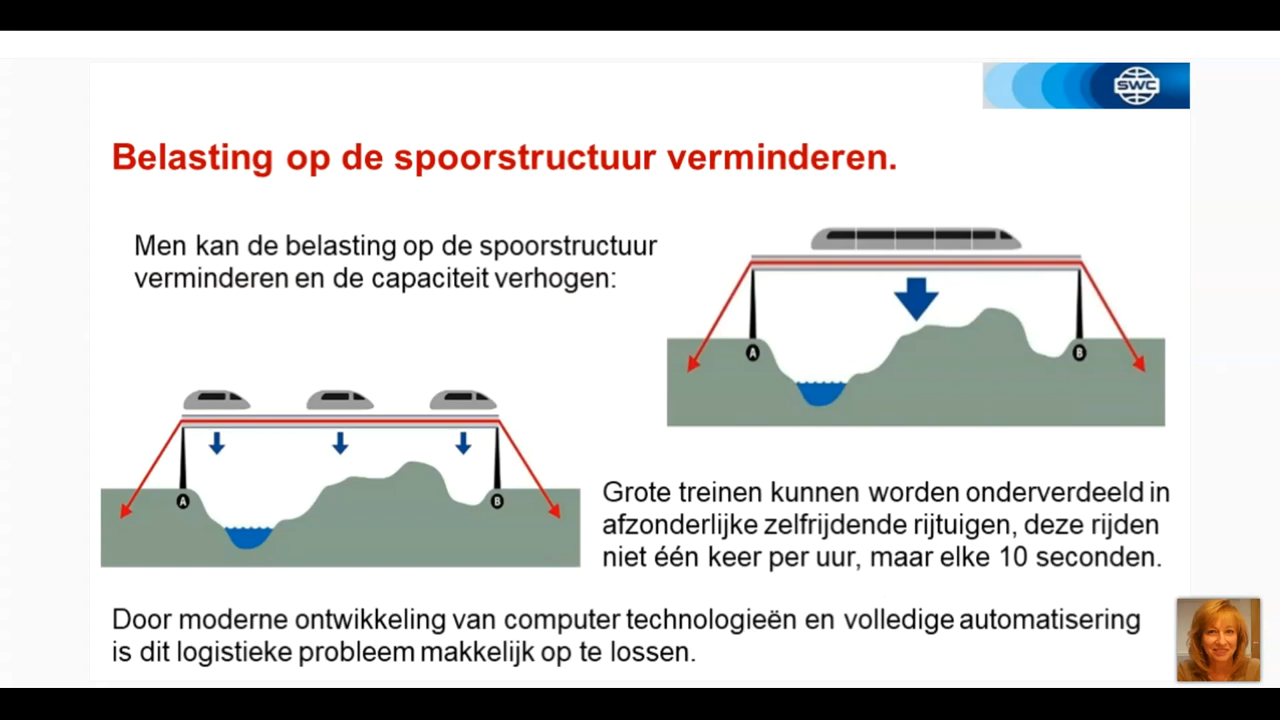 SWC
Belasting op de spoorstructuur verminderen.
Men kan de belasting op de spoorstructuur
verminderen en de capaciteit verhogen:
A
B
A
B
Grote treinen kunnen worden onderverdeeld in
afzonderlijke zelfrijdende rijtuigen, deze rijden
niet één keer per uur, maar elke 10 seconden.
Door moderne ontwikkeling van computer technologieën en volledige automatisering
is dit logistieke probleem makkelijk op te lossen.